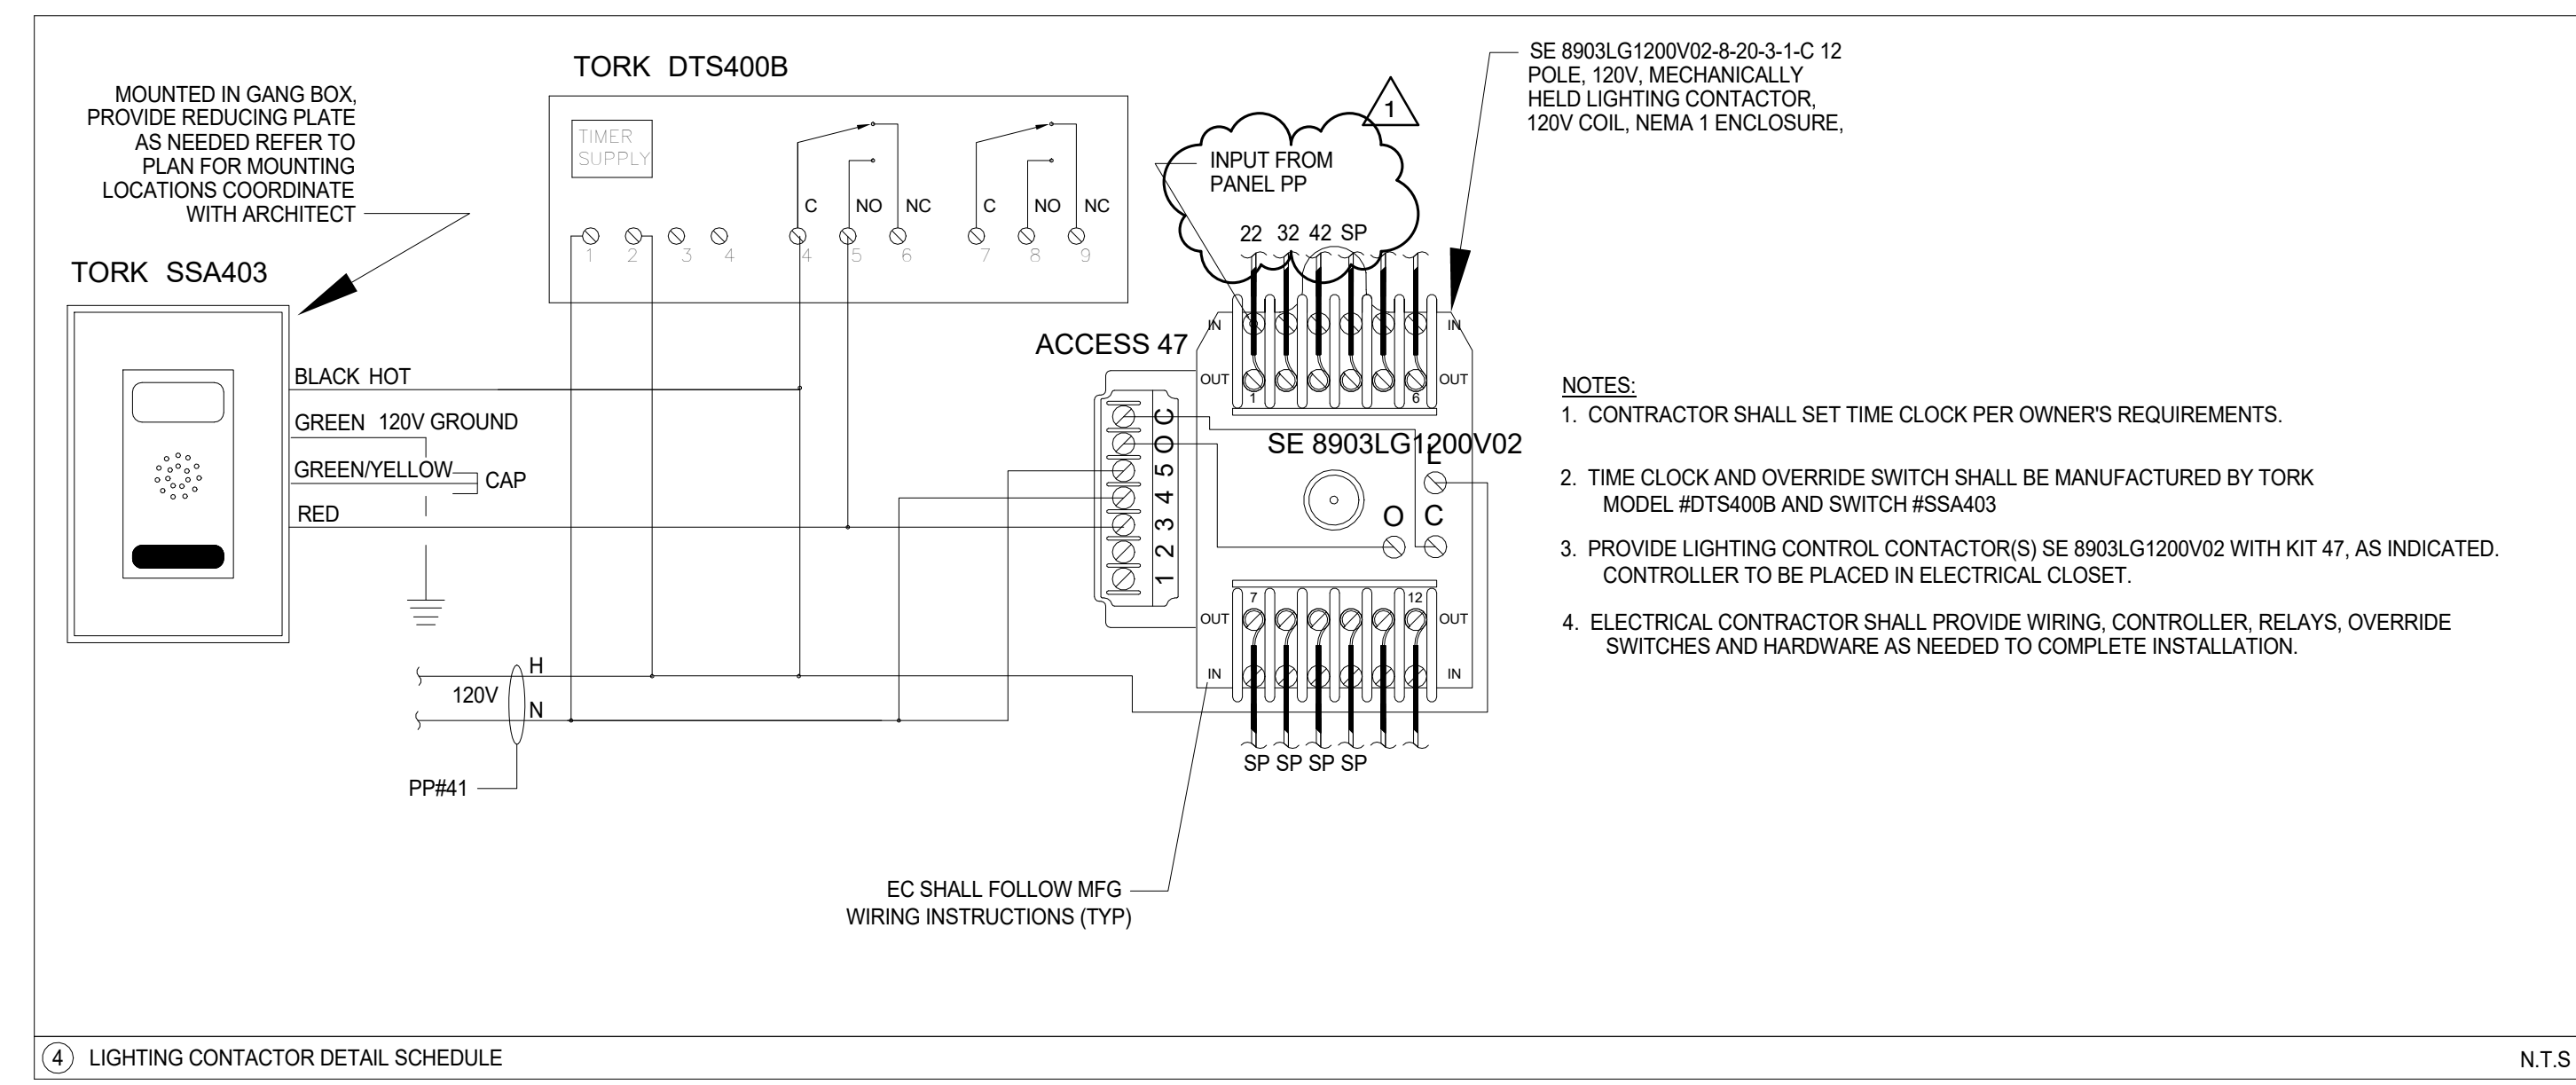 MOUNTED IN GANG BOX,
PROVIDE REDUCING PLATE
AS NEEDED REFER TO
PLAN FOR MOUNTING
LOCATIONS COORDINATE
WITH ARCHITECT
TORK SSA403
BLACK HOT
GREEN 120V GROUND
GREEN/YELLOW
CAP
RED
TORK DTS400B
TIMER
SUPPLY
C NO NC C NO NC
1 2 3 4 4 5 6 7 8 9
H
120V
N
PP#41
1
INPUT FROM
PANEL PP
22 32 42 SP
SE 8903LG1200V02-8-20-3-1-C 12
POLE, 120V, MECHANICALLY
HELD LIGHTING CONTACTOR,
120V COIL, NEMA 1 ENCLOSURE,
ACCESS 47
IN IN
OUT OUT
1 6
1 2 3 4 5 O C
SE 8903LG1200V02
L
O C
7 12
OUT OUT
IN IN
SP SP SP SP
EC SHALL FOLLOW MFG
WIRING INSTRUCTIONS (TYP)
NOTES:
1. CONTRACTOR SHALL SET TIME CLOCK PER OWNER'S REQUIREMENTS.
2. TIME CLOCK AND OVERRIDE SWITCH SHALL BE MANUFACTURED BY TORK
MODEL #DTS400B AND SWITCH #SSA403
3. PROVIDE LIGHTING CONTROL CONTACTOR(S) SE 8903LG1200V02 WITH KIT 47, AS INDICATED.
CONTROLLER TO BE PLACED IN ELECTRICAL CLOSET.
4. ELECTRICAL CONTRACTOR SHALL PROVIDE WIRING, CONTROLLER, RELAYS, OVERRIDE
SWITCHES AND HARDWARE AS NEEDED TO COMPLETE INSTALLATION.
4 LIGHTING CONTACTOR DETAIL SCHEDULE
N.T.S